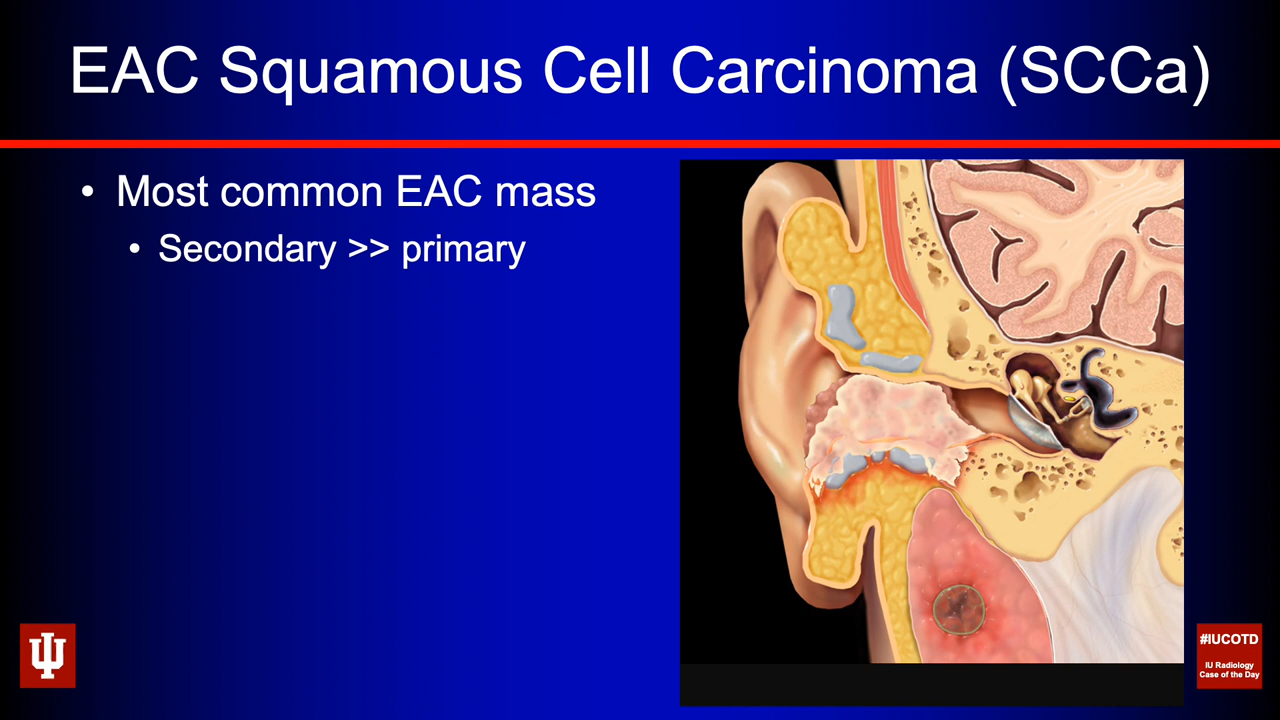 EAC Squamous Cell Carcinoma (SCCa)
• Most common EAC mass
• Secondary >> primary
#IUCOTD
IU Radiology
Case of the Day